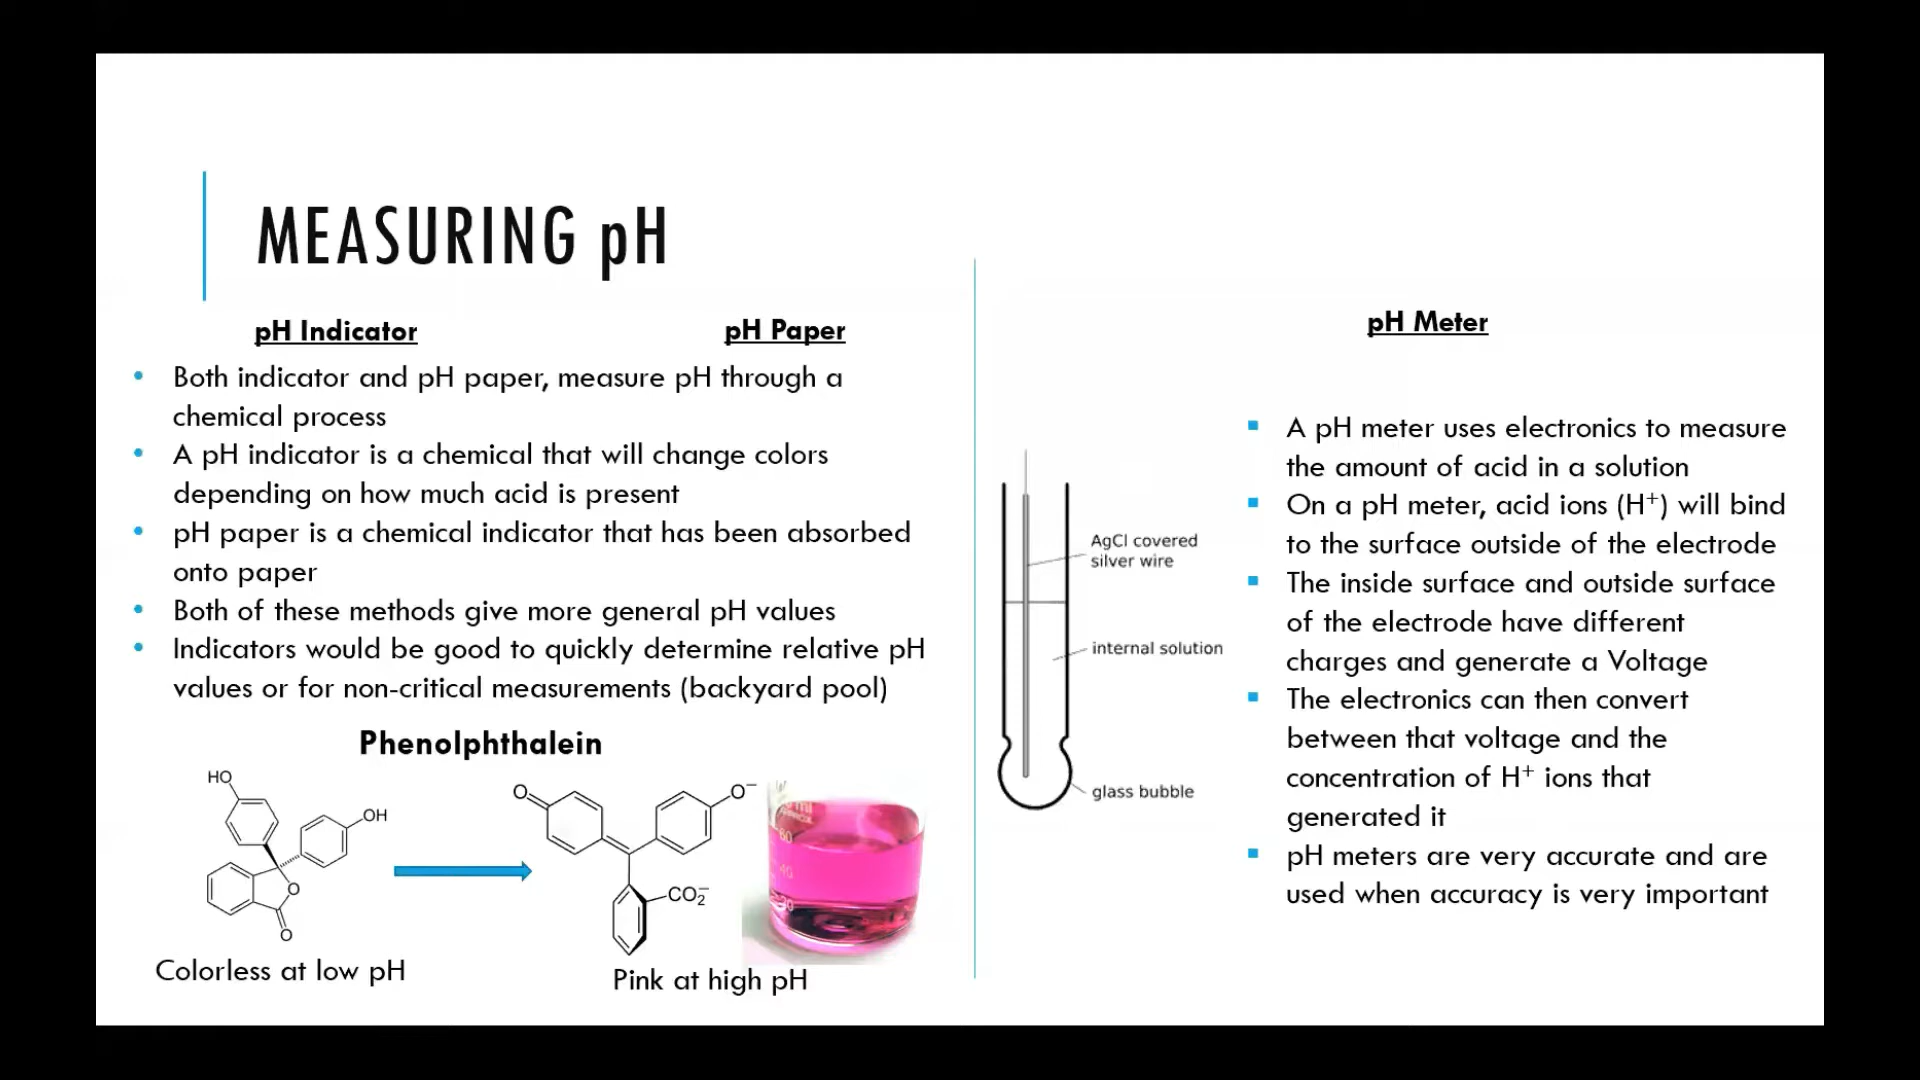 MEASURING pH
pH Indicator
pH Paper
• Both indicator and pH paper, measure pH through a
chemical process
• A pH indicator is a chemical that will change colors
depending on how much acid is present
• pH paper is a chemical indicator that has been absorbed
onto paper
• Both of these methods give more general pH values
• Indicators would be good to quickly determine relative pH
values or for non-critical measurements (backyard pool)
Phenolphthalein
HO
OH
O
O
Colorless at low pH
O
O⁻
CO₂⁻
60
40
Pink at high pH
pH Meter
AgCl covered
silver wire
internal solution
glass bubble
▪ A pH meter uses electronics to measure
the amount of acid in a solution
▪ On a pH meter, acid ions (H⁺) will bind
to the surface outside of the electrode
▪ The inside surface and outside surface
of the electrode have different
charges and generate a Voltage
▪ The electronics can then convert
between that voltage and the
concentration of H⁺ ions that
generated it
▪ pH meters are very accurate and are
used when accuracy is very important